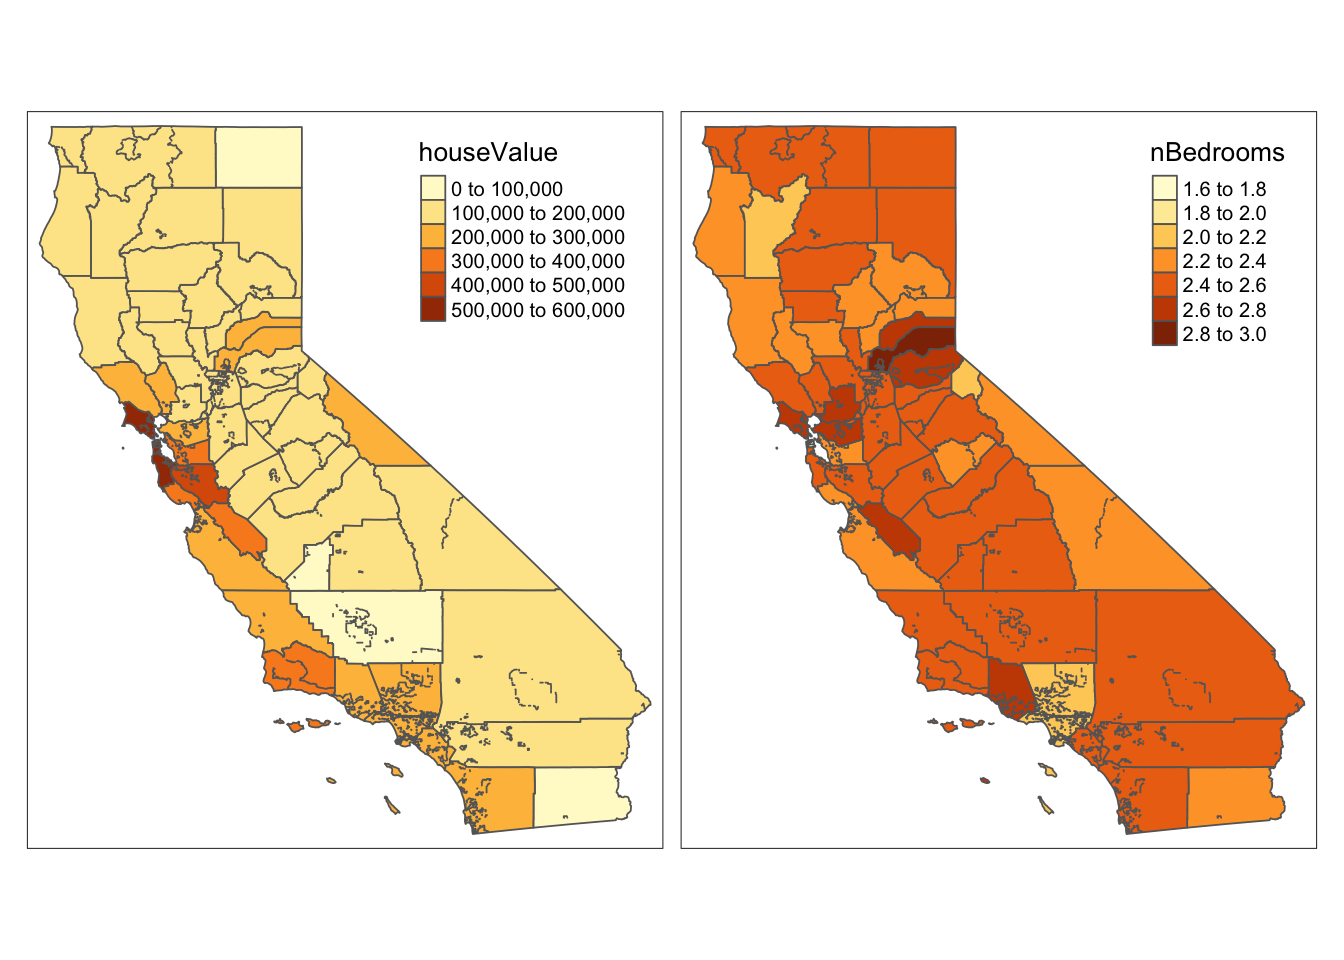 houseValue
0 to 100,000
100,000 to 200,000
200,000 to 300,000
300,000 to 400,000
400,000 to 500,000
500,000 to 600,000
nBedrooms
1.6 to 1.8
1.8 to 2.0
2.0 to 2.2
2.2 to 2.4
2.4 to 2.6
2.6 to 2.8
2.8 to 3.0